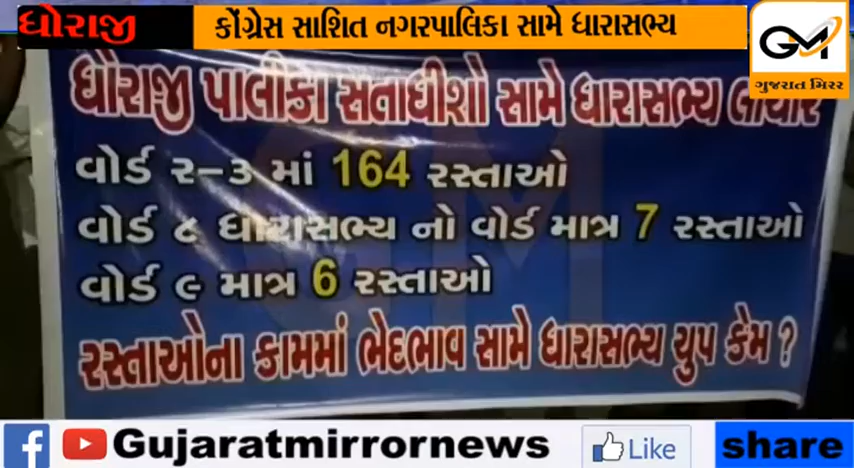 ધોરાજી
કોંગ્રેસ સાશિત નગરપાલિકા સામે ધારાસભ્ય
GM
ગુજરાત મિરર
ધોરાજી પાલીકા સતાધીશો સામે ધારાસભ્ય લાચાર
વોર્ડ ૨-૩ માં 164 રસ્તાઓ
વોર્ડ ૮ ધારાસભ્ય નો વોર્ડ માત્ર 7 રસ્તાઓ
વોર્ડ ૯ માત્ર 6 રસ્તાઓ
રસ્તાઓના કામમાં ભેદભાવ સામે ધારાસભ્ય ચુપ કેમ ?
Gujaratmirrornews
Like
share